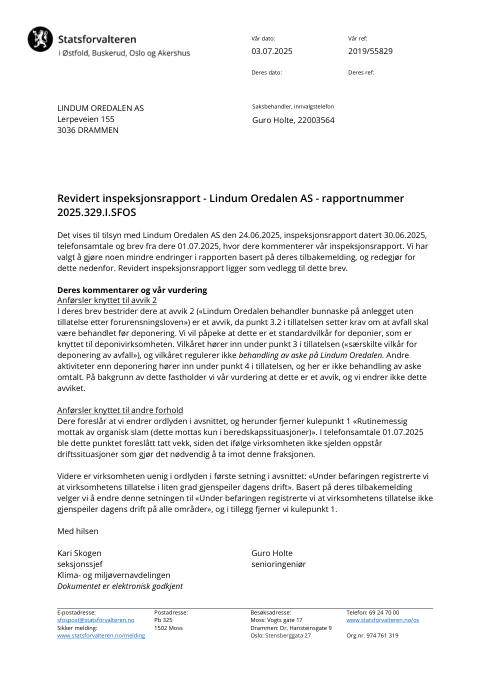 Statsforvalteren
i Østfold, Buskerud, Oslo og Akershus
Vår dato:
Vår ref:
03.07.2025
2019/55829
Deres dato:
Deres ref:
LINDUM OREDALEN AS
Lerpeveien 155
3036 DRAMMEN
Saksbehandler, innvalgstelefon
Guro Holte, 22003564
Revidert inspeksjonsrapport - Lindum Oredalen AS - rapportnummer
2025.329.I.SFOS
Det vises til tilsyn med Lindum Oredalen AS den 24.06.2025, inspeksjonsrapport datert 30.06.2025,
telefonsamtale og brev fra dere 01.07.2025, hvor dere kommenterer vår inspeksjonsrapport. Vi har
valgt å gjøre noen mindre endringer i rapporten basert på deres tilbakemelding, og redegjør for
dette nedenfor. Revidert inspeksjonsrapport ligger som vedlegg til dette brev.
Deres kommentarer og vår vurdering
Anførsler knyttet til avvik 2
I deres brev bestrider dere at avvik 2 («Lindum Oredalen behandler bunnaske på anlegget uten
tillatelse etter forurensningsloven») er et avvik, da punkt 3.2 i tillatelsen setter krav om at avfall skal
være behandlet før deponering. Vi vil påpeke at dette er et standardvilkår for deponier, som er
knyttet til deponivirksomheten. Vilkåret hører inn under punkt 3 i tillatelsen («særskilte vilkår for
deponering av avfall»), og vilkåret regulerer ikke behandling av aske på Lindum Oredalen. Andre
aktiviteter enn deponering hører inn under punkt 4 i tillatelsen, og her er ikke behandling av aske
omtalt. På bakgrunn av dette fastholder vi vår vurdering at dette er et avvik, og vi endrer ikke dette
avviket.
Anførsler knyttet til andre forhold
Dere foreslår at vi endrer ordlyden i avsnittet, og herunder fjerner kulepunkt 1 «Rutinemessig
mottak av organisk slam (dette mottas kun i beredskapssituasjoner)». I telefonsamtale 01.07.2025
ble dette punktet foreslått tatt vekk, siden det ifølge virksomheten ikke sjelden oppstår
driftssituasjoner som gjør det nødvendig å ta imot denne fraksjonen.
Videre er virksomheten uenig i ordlyden i første setning i avsnittet: «Under befaringen registrerte vi
at virksomhetens tillatelse i liten grad gjenspeiler dagens drift». Basert på deres tilbakemelding
velger vi å endre denne setningen til «Under befaringen registrerte vi at virksomhetens tillatelse ikke
gjenspeiler dagens drift på alle områder», og i tillegg fjerner vi kulepunkt 1.
Med hilsen
Kari Skogen
seksjonssjef
Klima- og miljøvernavdelingen
Dokumentet er elektronisk godkjent
Guro Holte
senioringeniør
E-postadresse:
sfospost@statsforvalteren.no
Sikker melding:
www.statsforvalteren.no/melding
Postadresse:
Pb 325
1502 Moss
Besøksadresse:
Moss: Vogts gate 17
Drammen: Dr. Hansteinsgate 9
Oslo: Stensberggata 27
Telefon: 69 24 70 00
www.statsforvalteren.no/ov
Org.nr. 974 761 319